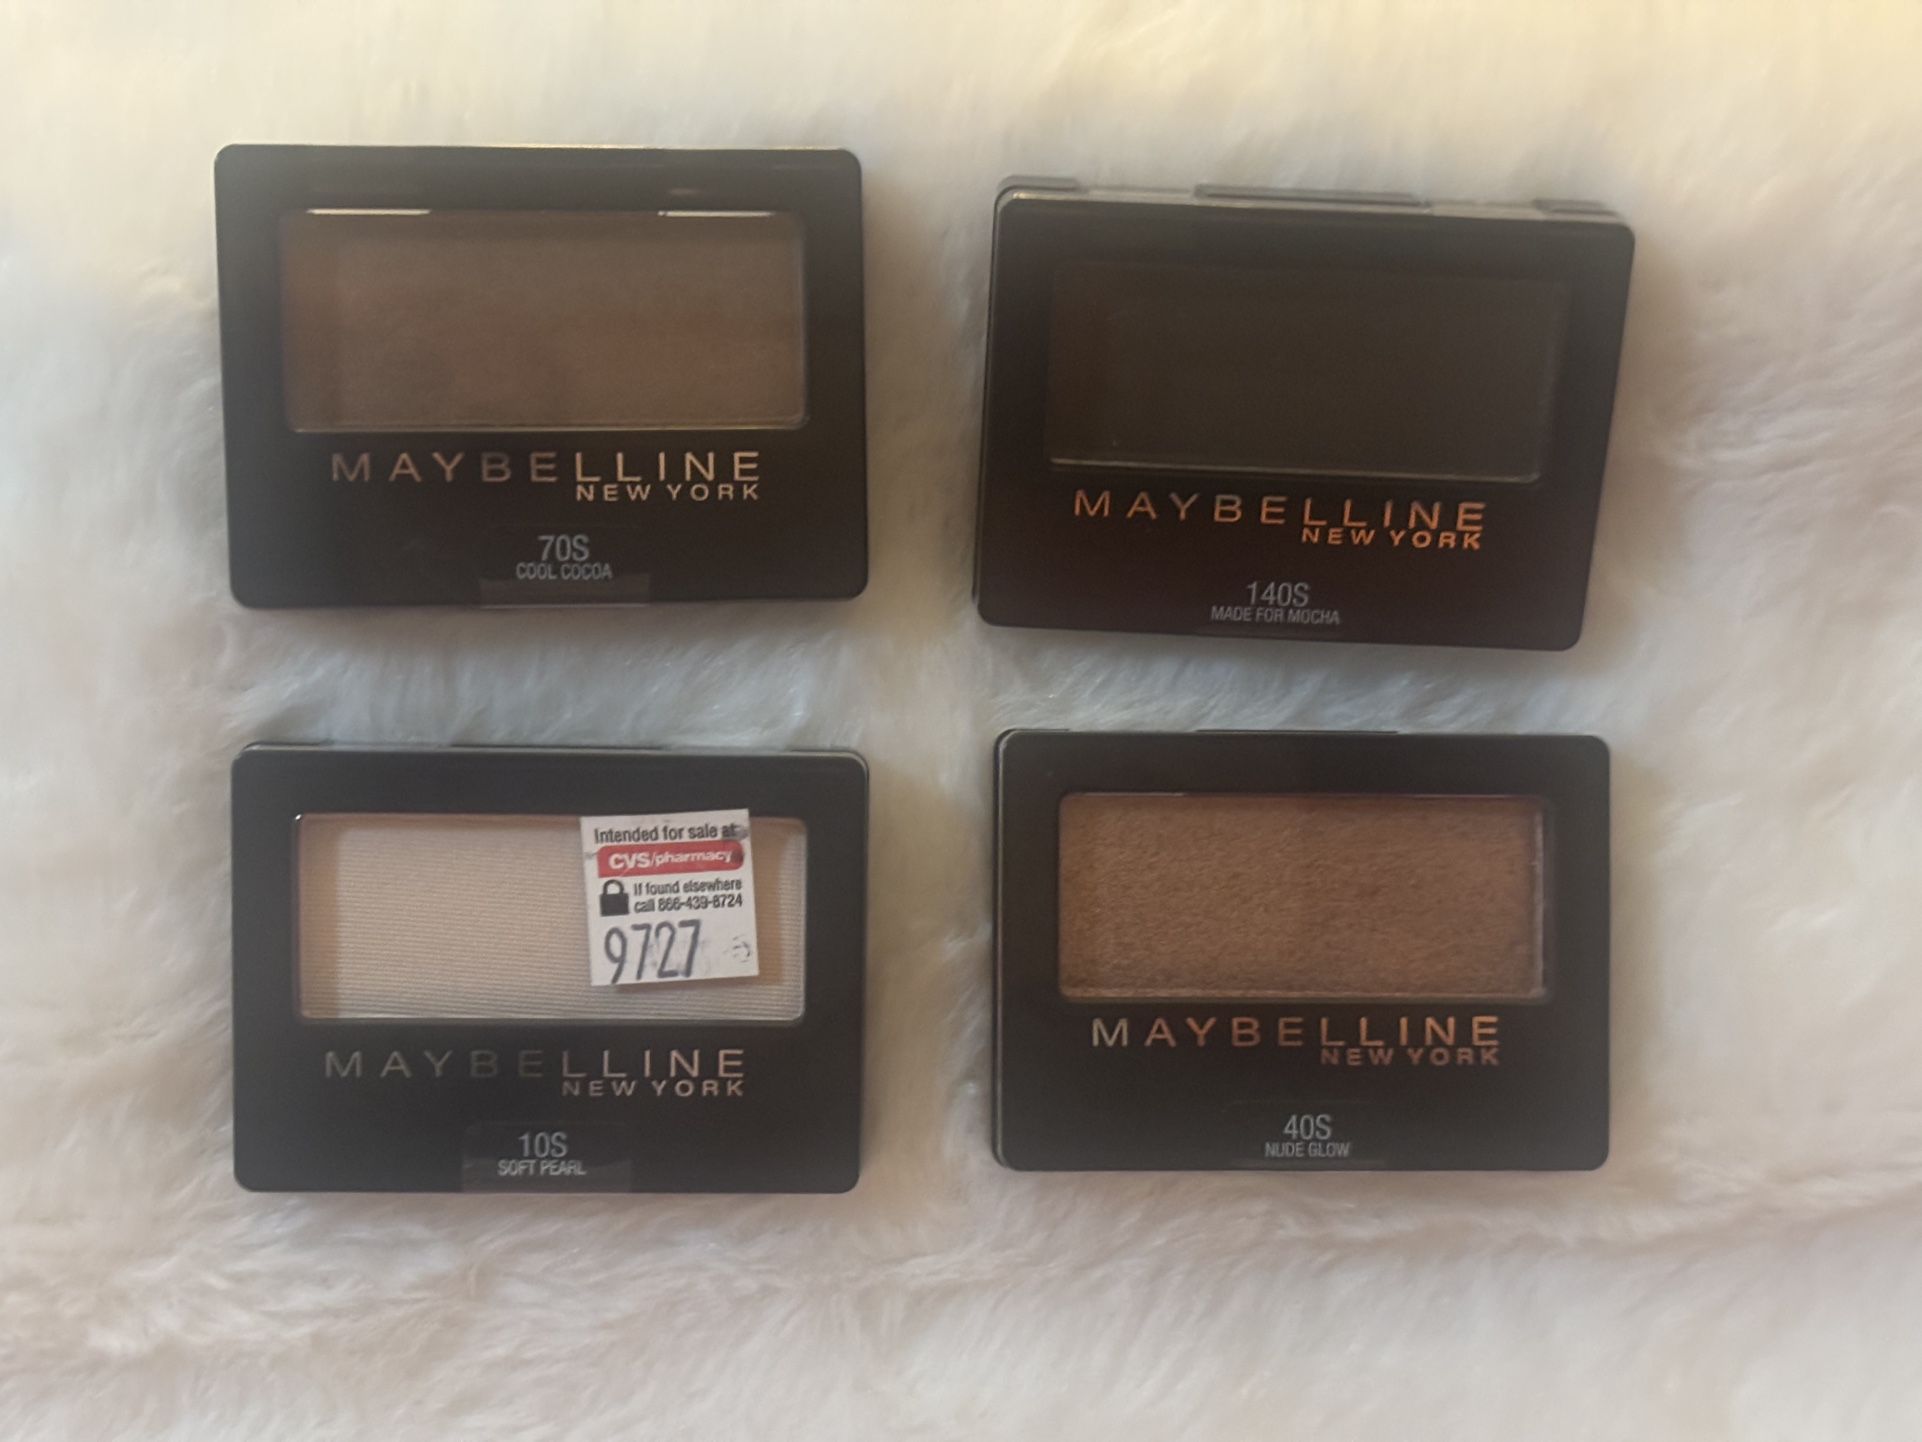 MAYBELLINE
NEW YORK
70S
COOL COCOA
MAYBELLINE
NEW YORK
140S
MADE FOR MOCHA
Intended for sale at
CVS/pharmacy
If found elsewhere
call 866-439-8724
9727
MAYBELLINE
NEW YORK
10S
SOFT PEARL
MAYBELLINE
NEW YORK
40S
NUDE GLOW